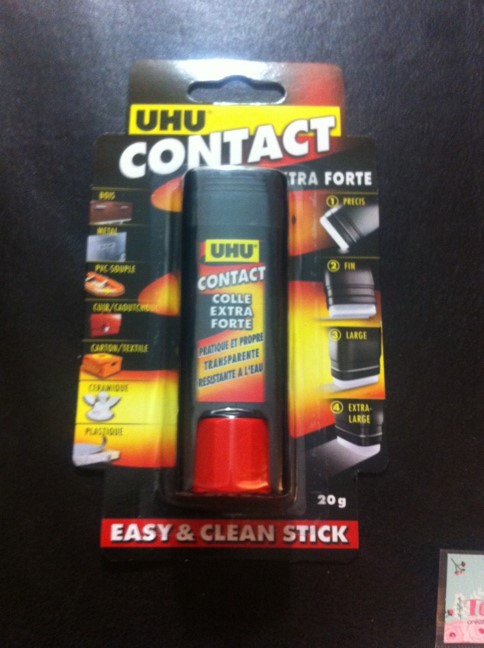 UHU
CONTACT
EXTRA FORTE
BOIS
METAL
PVC-SOUPLE
CUIR/CAOUTCHOUC
CARTON/TEXTILE
CERAMIQUE
PLASTIQUE
UHU
CONTACT
COLLE
EXTRA
FORTE
PRATIQUE ET PROPRE
TRANSPARENTE
RESISTANTE A L'EAU
1 PRECIS
2 FIN
3 LARGE
4 EXTRA-
LARGE
20g
EASY & CLEAN STICK